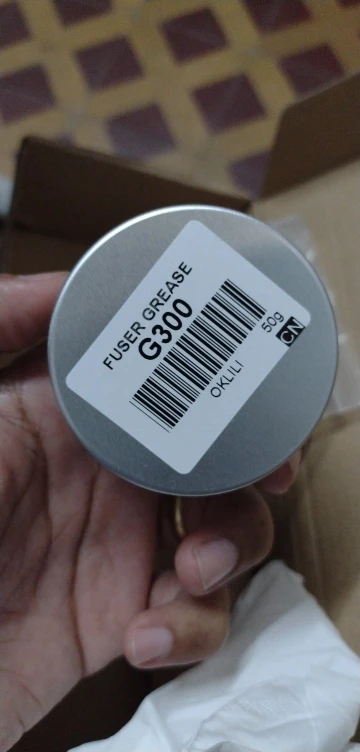 FUSER GREASE
G300
OKLILI
50g
CN